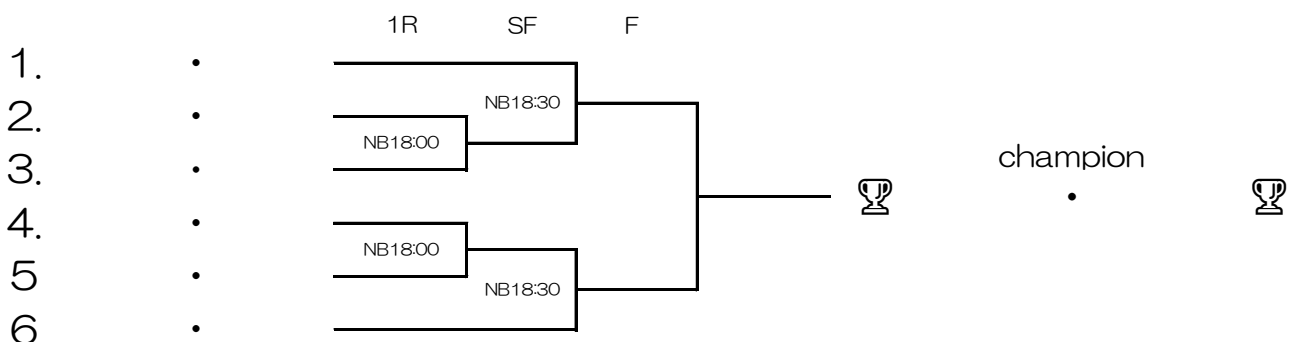 1R SF F
1. ・
2. ・ NB18:30
NB18:00
3. ・ champion
・
4. ・
NB18:00
5 ・
NB18:30
6 ・